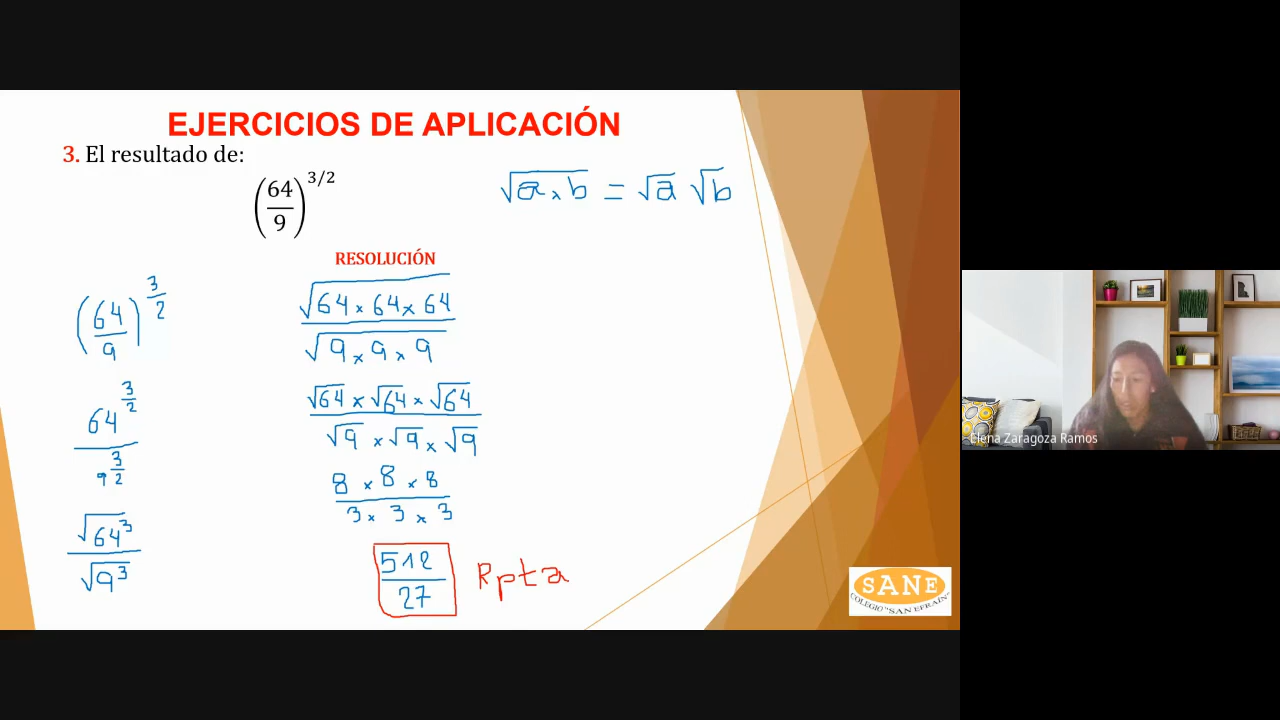 EJERCICIOS DE APLICACIÓN
3. El resultado de:
(64/9)^3/2
√a×b = √a √b
RESOLUCIÓN
(64/9)^3/2
64^3/2 / 9^3/2
√64³ / √9³
√64×64×64 / √9×9×9
√64×√64×√64 / √9×√9×√9
8×8×8 / 3×3×3
512/27 Rpta
Elena Zaragoza Ramos
SANE
COLEGIO "SAN EFRAIN"